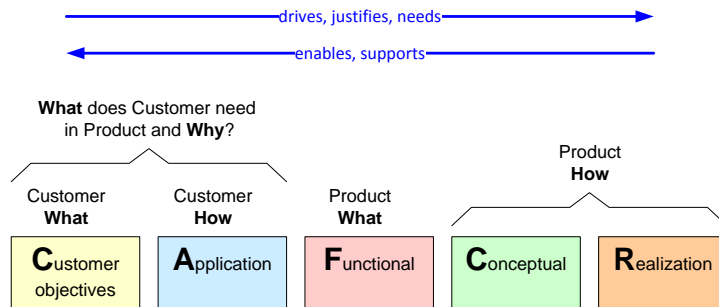 drives, justifies, needs
enables, supports
What does Customer need
in Product and Why?
Product
How
Customer
What
Customer
How
Product
What
Customer
objectives
Application
Functional
Conceptual
Realization